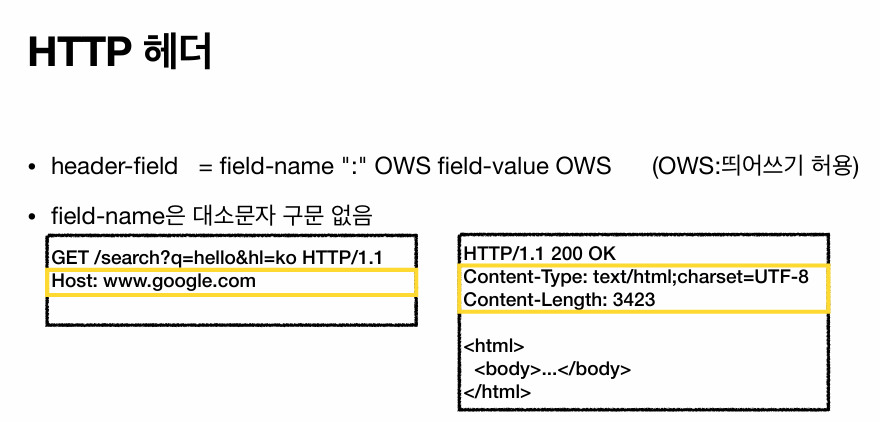 HTTP 헤더
• header-field = field-name ":" OWS field-value OWS (OWS:띄어쓰기 허용)
• field-name은 대소문자 구문 없음
GET /search?q=hello&hl=ko HTTP/1.1
Host: www.google.com
HTTP/1.1 200 OK
Content-Type: text/html;charset=UTF-8
Content-Length: 3423
<html>
<body>...</body>
</html>